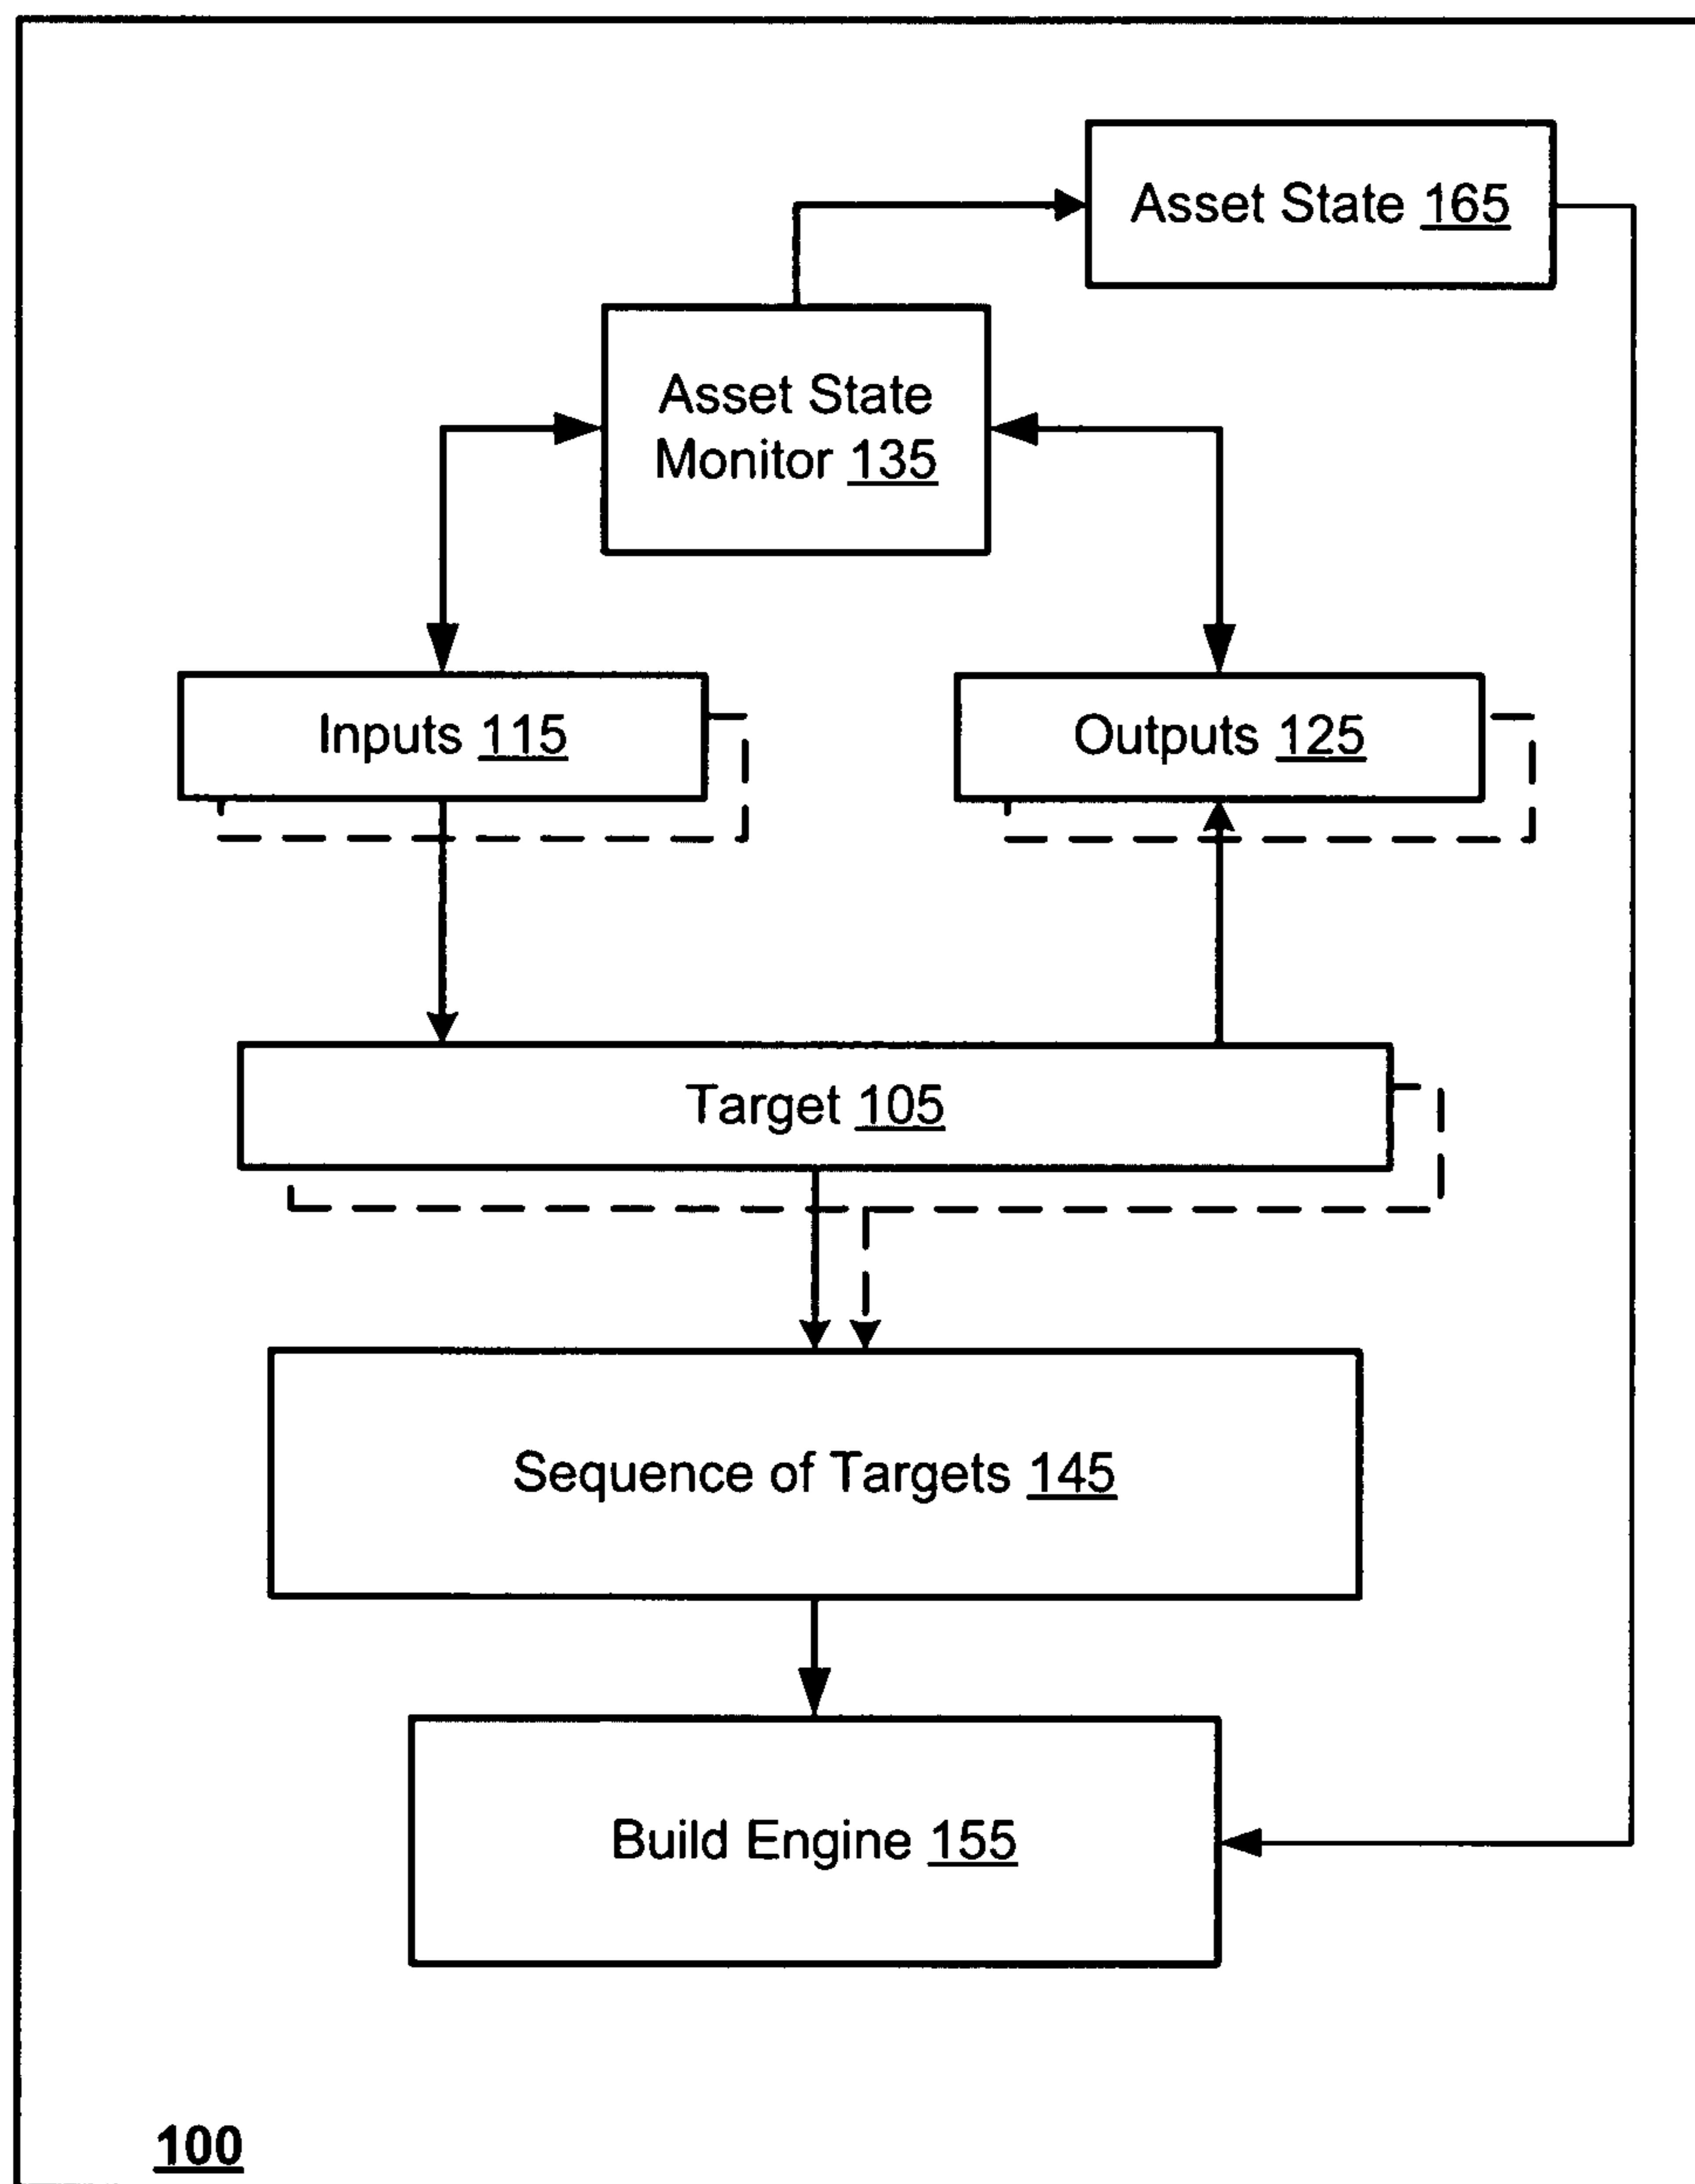 Asset State 165
Asset State
Monitor 135
Inputs 115
Outputs 125
Target 105
Sequence of Targets 145
Build Engine 155
100